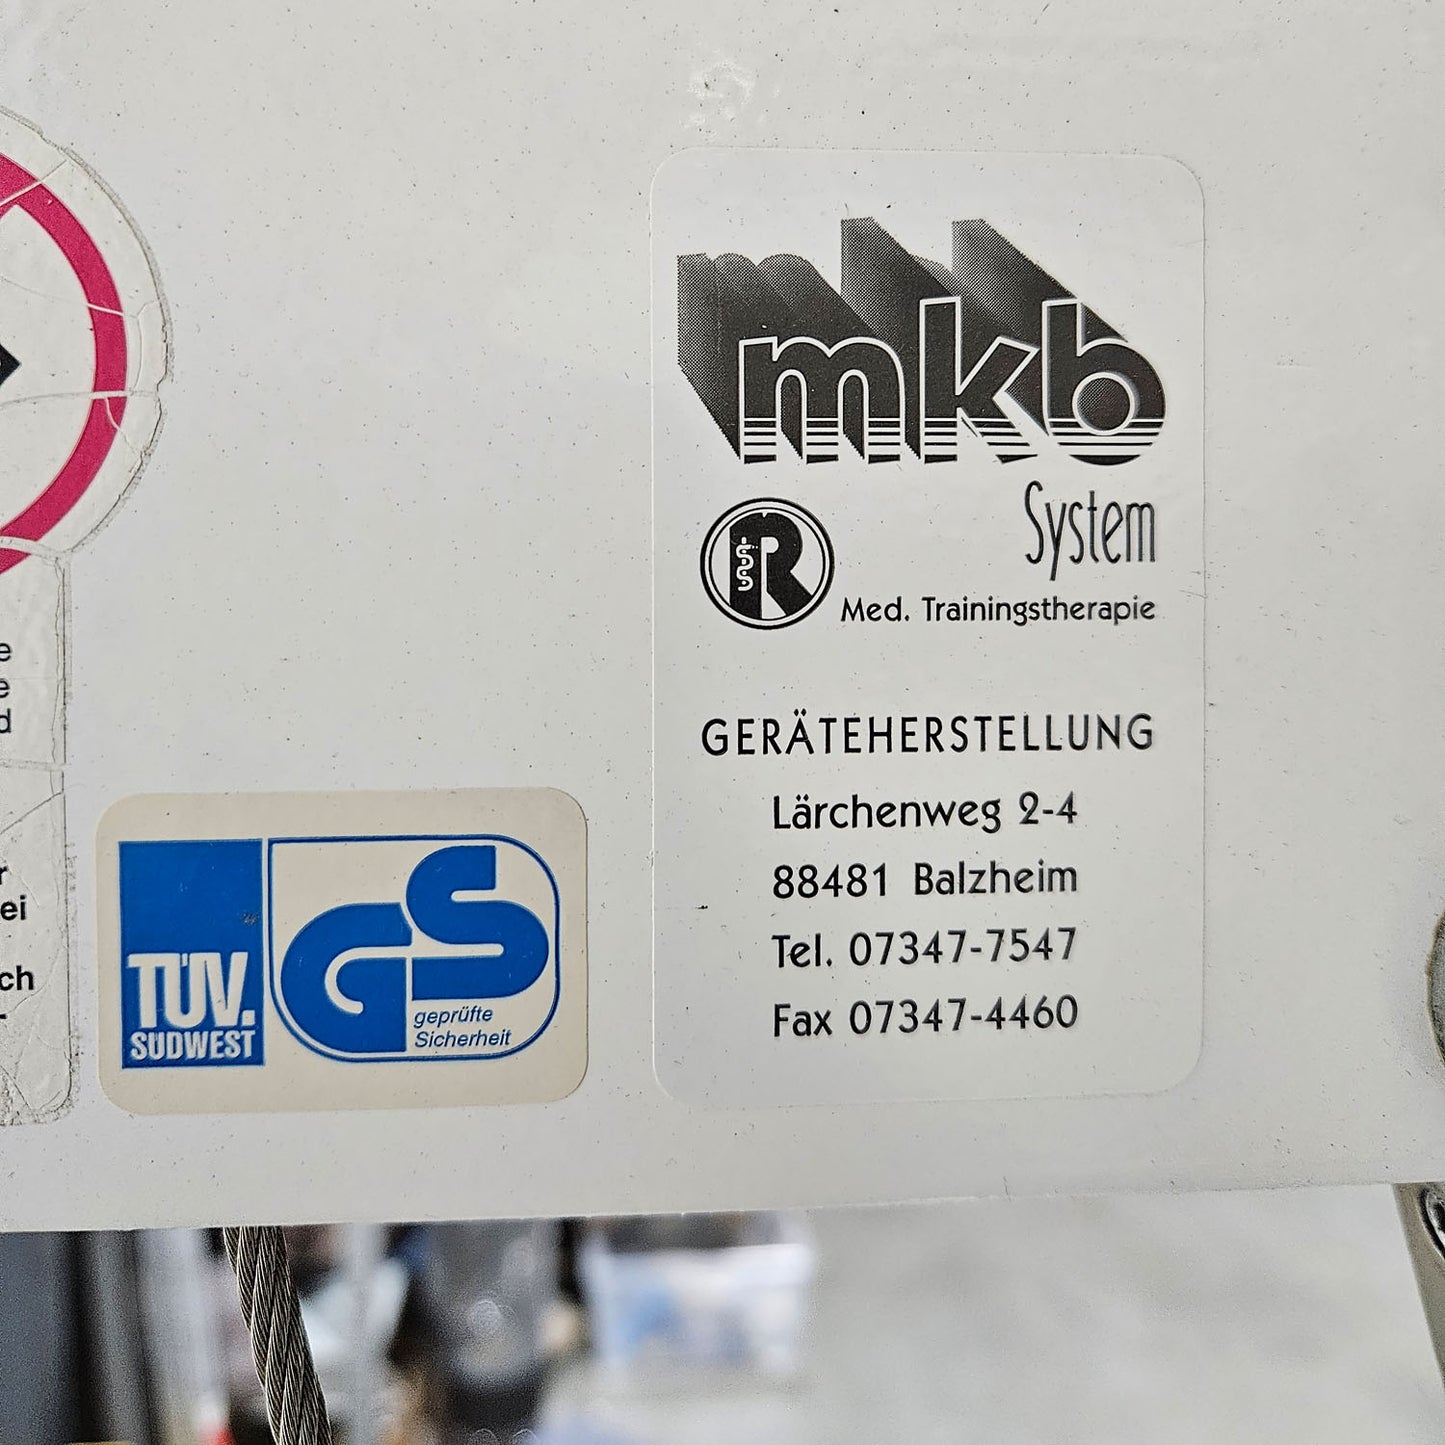 mkb
System
R
Med. Trainingstherapie
GERÄTEHERSTELLUNG
Lärchenweg 2-4
88481 Balzheim
Tel. 07347-7547
Fax 07347-4460
TÜV.
SÜDWEST
GS
geprüfte
Sicherheit